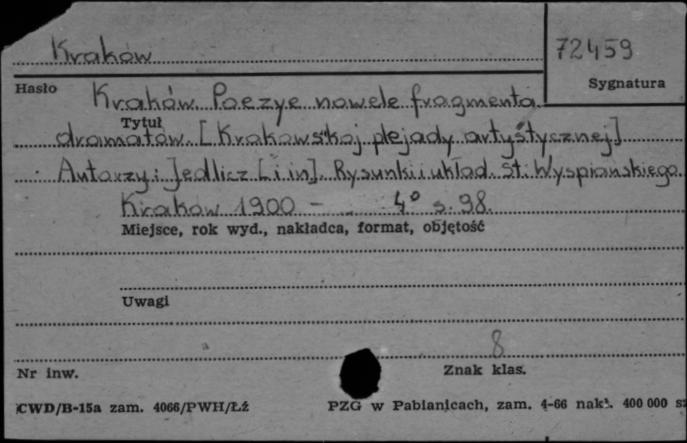 Kraków
72459
Hasło
Sygnatura
Kraków. Poezye nowele fragmenta
Tytuł
dramatów [Krakowskoj plejady artystycznej]
Autorzy: Jedlicz [i in]. Rysunki i układ St. Wyspiańskiego.
Kraków 1900 - 4° s. 98.
Miejsce, rok wyd., nakładca, format, objętość
Uwagi
8
Nr inw.
Znak klas.
CWD/B-15a zam. 4066/PWH/Łź
PZG w Pabianicach, zam. 4-66 nakł. 400 000 sz